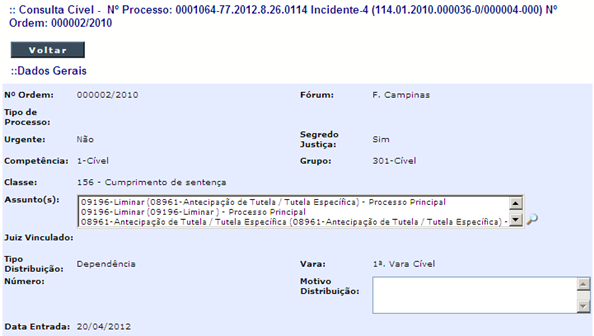 :: Consulta Cível - Nº Processo: 0001064-77.2012.8.26.0114 Incidente-4 (114.01.2010.000036-0/000004-000) Nº
Ordem: 000002/2010
Voltar
::Dados Gerais
Nº Ordem: 000002/2010 Fórum: F. Campinas
Tipo de
Processo:
Urgente: Não Segredo
Justiça: Sim
Competência: 1-Cível Grupo: 301-Cível
Classe: 156 - Cumprimento de sentença
Assunto(s): 09196-Liminar (08961-Antecipação de Tutela / Tutela Específica) - Processo Principal
09196-Liminar (09196-Liminar ) - Processo Principal
08961-Antecipação de Tutela / Tutela Específica (08961-Antecipação de Tutela / Tutela Específica) -
Juiz Vinculado:
Tipo
Distribuição: Dependência Vara: 1ª. Vara Cível
Número: Motivo
Distribuição:
Data Entrada: 20/04/2012